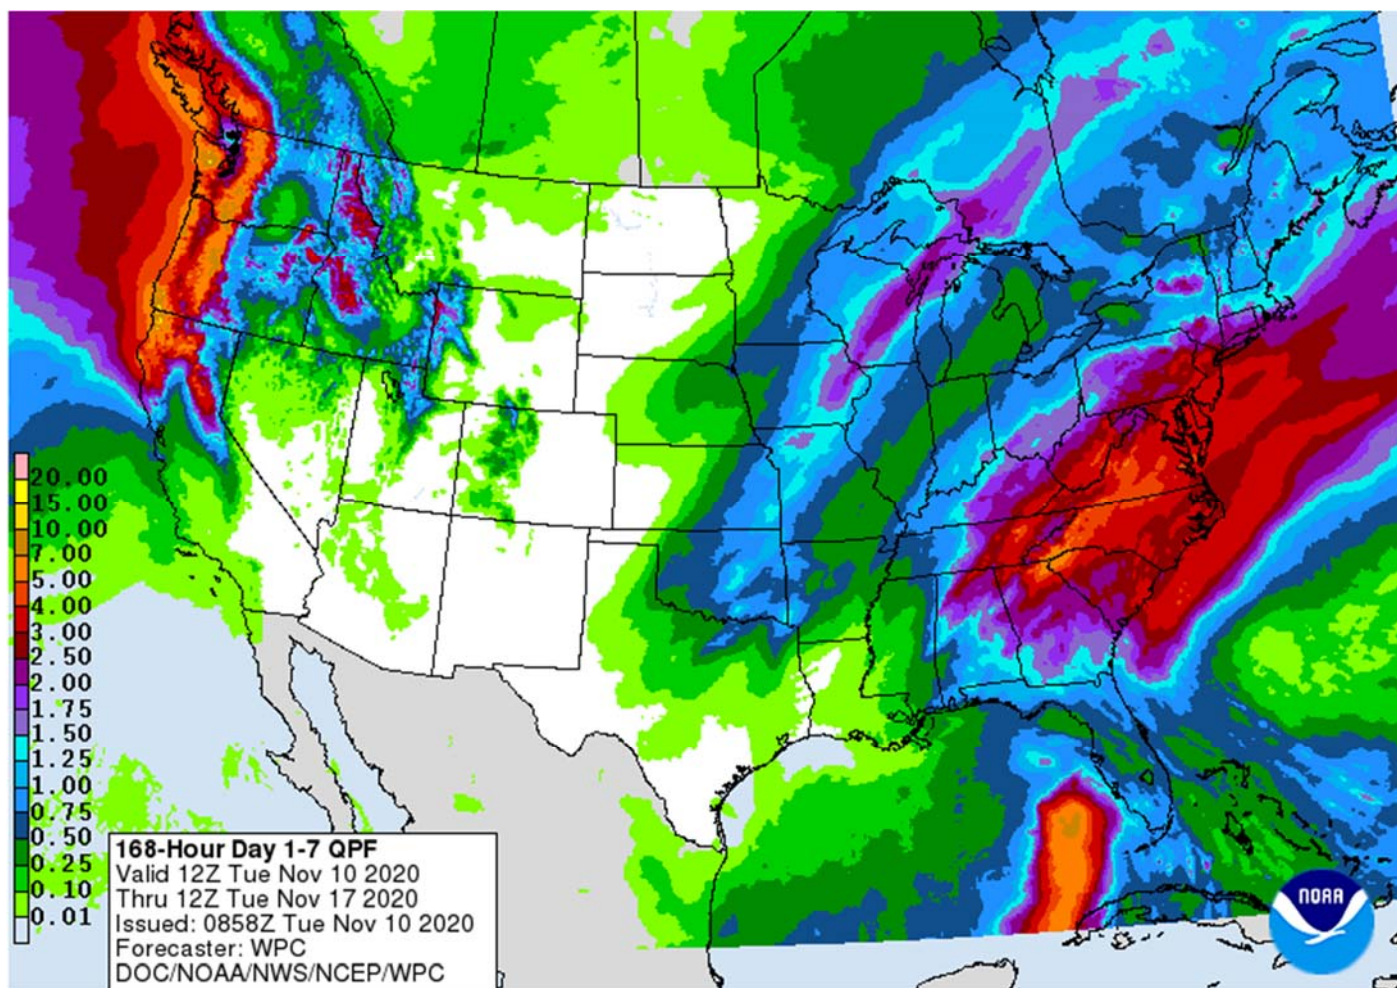 20.00
15.00
10.00
7.00
5.00
4.00
3.00
2.50
2.00
1.75
1.50
1.25
1.00
0.75
0.50
0.25
0.10
0.01
168-Hour Day 1-7 QPF
Valid 12Z Tue Nov 10 2020
Thru 12Z Tue Nov 17 2020
Issued: 0858Z Tue Nov 10 2020
Forecaster: WPC
DOC/NOAA/NWS/NCEP/WPC
NOAA